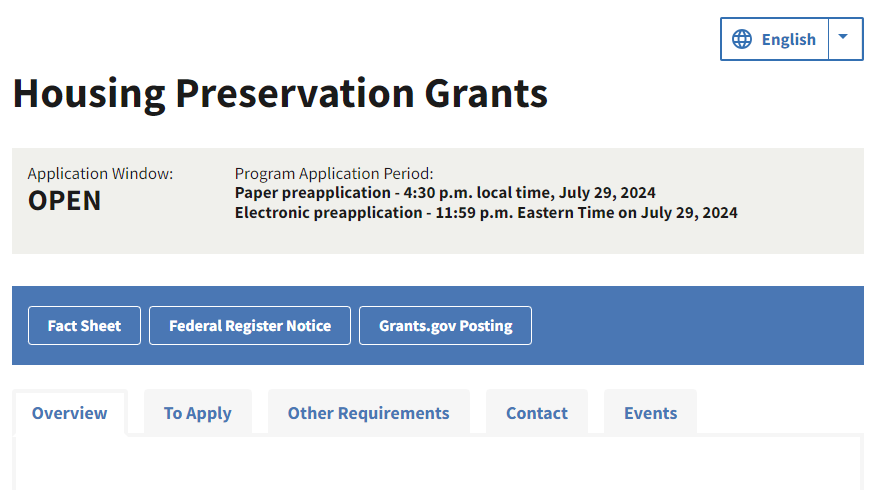 English
Housing Preservation Grants
Application Window:
OPEN
Program Application Period:
Paper preapplication - 4:30 p.m. local time, July 29, 2024
Electronic preapplication - 11:59 p.m. Eastern Time on July 29, 2024
Fact Sheet
Federal Register Notice
Grants.gov Posting
Overview
To Apply
Other Requirements
Contact
Events